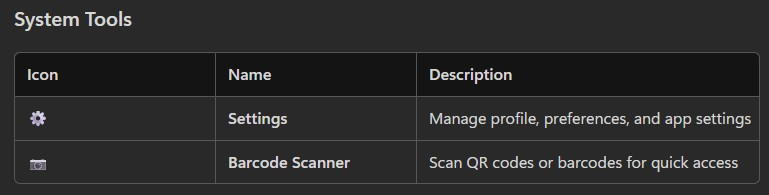 System Tools
Icon Name Description
Settings Manage profile, preferences, and app settings
Barcode Scanner Scan QR codes or barcodes for quick access